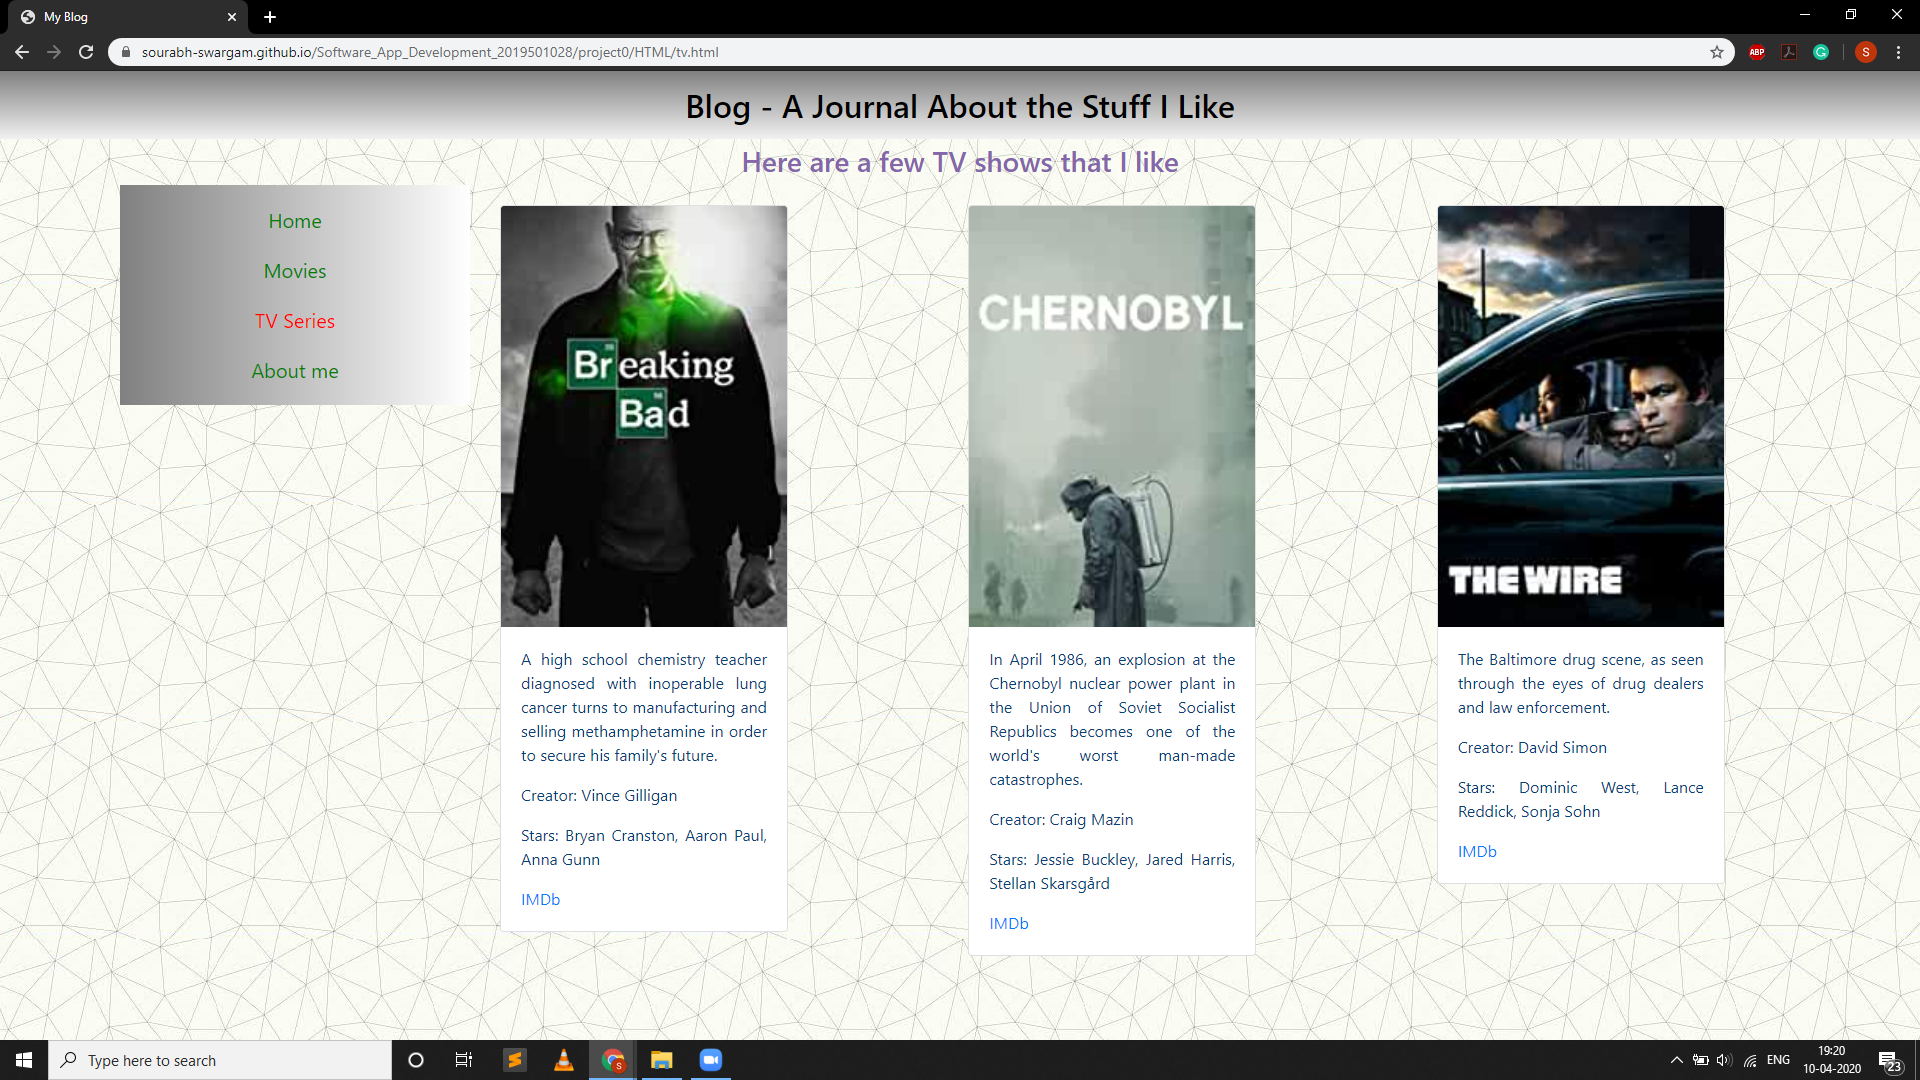 My Blog
sourabh-swargam.github.io/Software_App_Development_2019501028/project0/HTML/tv.html
ABP
S
Blog - A Journal About the Stuff I Like
Here are a few TV shows that I like
Home
Movies
TV Series
About me
Breaking
Bad
A high school chemistry teacher
diagnosed with inoperable lung
cancer turns to manufacturing and
selling methamphetamine in order
to secure his family's future.
Creator: Vince Gilligan
Stars: Bryan Cranston, Aaron Paul,
Anna Gunn
IMDb
CHERNOBYL
In April 1986, an explosion at the
Chernobyl nuclear power plant in
the Union of Soviet Socialist
Republics becomes one of the
world's worst man-made
catastrophes.
Creator: Craig Mazin
Stars: Jessie Buckley, Jared Harris,
Stellan Skarsgård
IMDb
THE WIRE
The Baltimore drug scene, as seen
through the eyes of drug dealers
and law enforcement.
Creator: David Simon
Stars: Dominic West, Lance
Reddick, Sonja Sohn
IMDb
Type here to search
S
ENG
19:20
10-04-2020
23